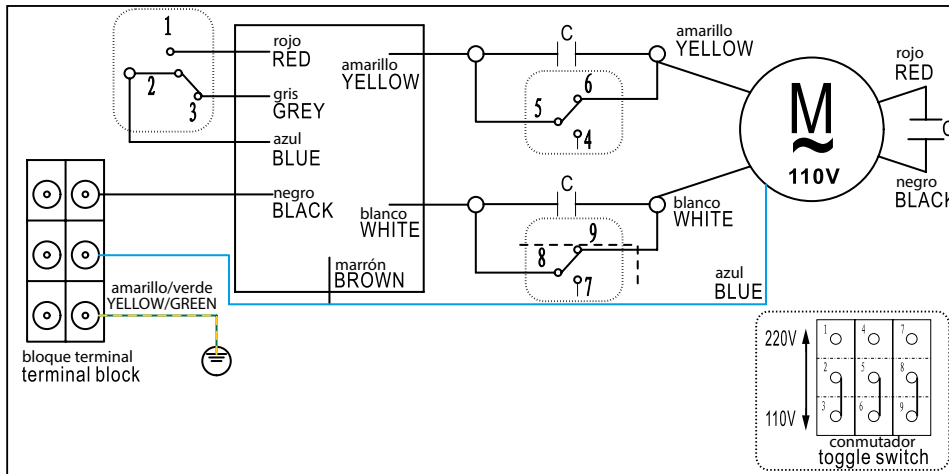 1
2
3
rojo
RED
gris
GREY
azul
BLUE
negro
BLACK
amarillo
YELLOW
blanco
WHITE
marrón
BROWN
C
6
5
4
amarillo
YELLOW
C
9
8
7
blanco
WHITE
M
~
110V
rojo
RED
C
negro
BLACK
azul
BLUE
amarillo/verde
YELLOW/GREEN
bloque terminal
terminal block
220V
110V
1 4 7
2 5 8
3 6 9
conmutador
toggle switch